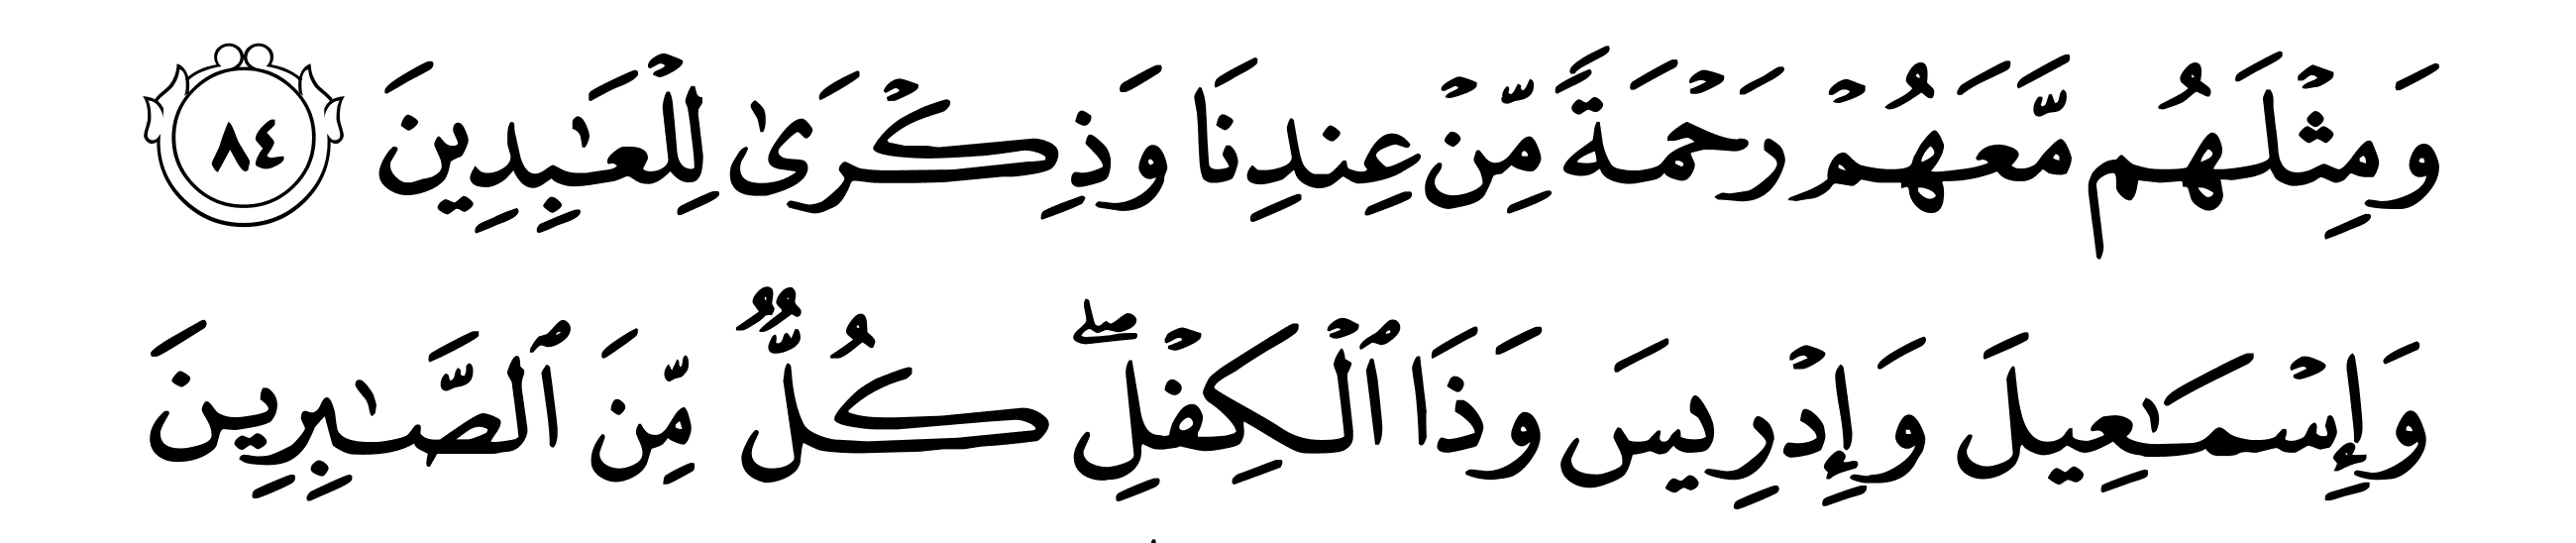 وَمِثْلَهُم مَّعَهُمْ رَحْمَةً مِّنْ عِندِنَا وَذِكْرَىٰ لِلْعَـٰبِدِينَ ٨٤
وَإِسْمَـٰعِيلَ وَإِدْرِيسَ وَذَا ٱلْكِفْلِ ۖ كُلٌّ مِّنَ ٱلصَّـٰبِرِينَ